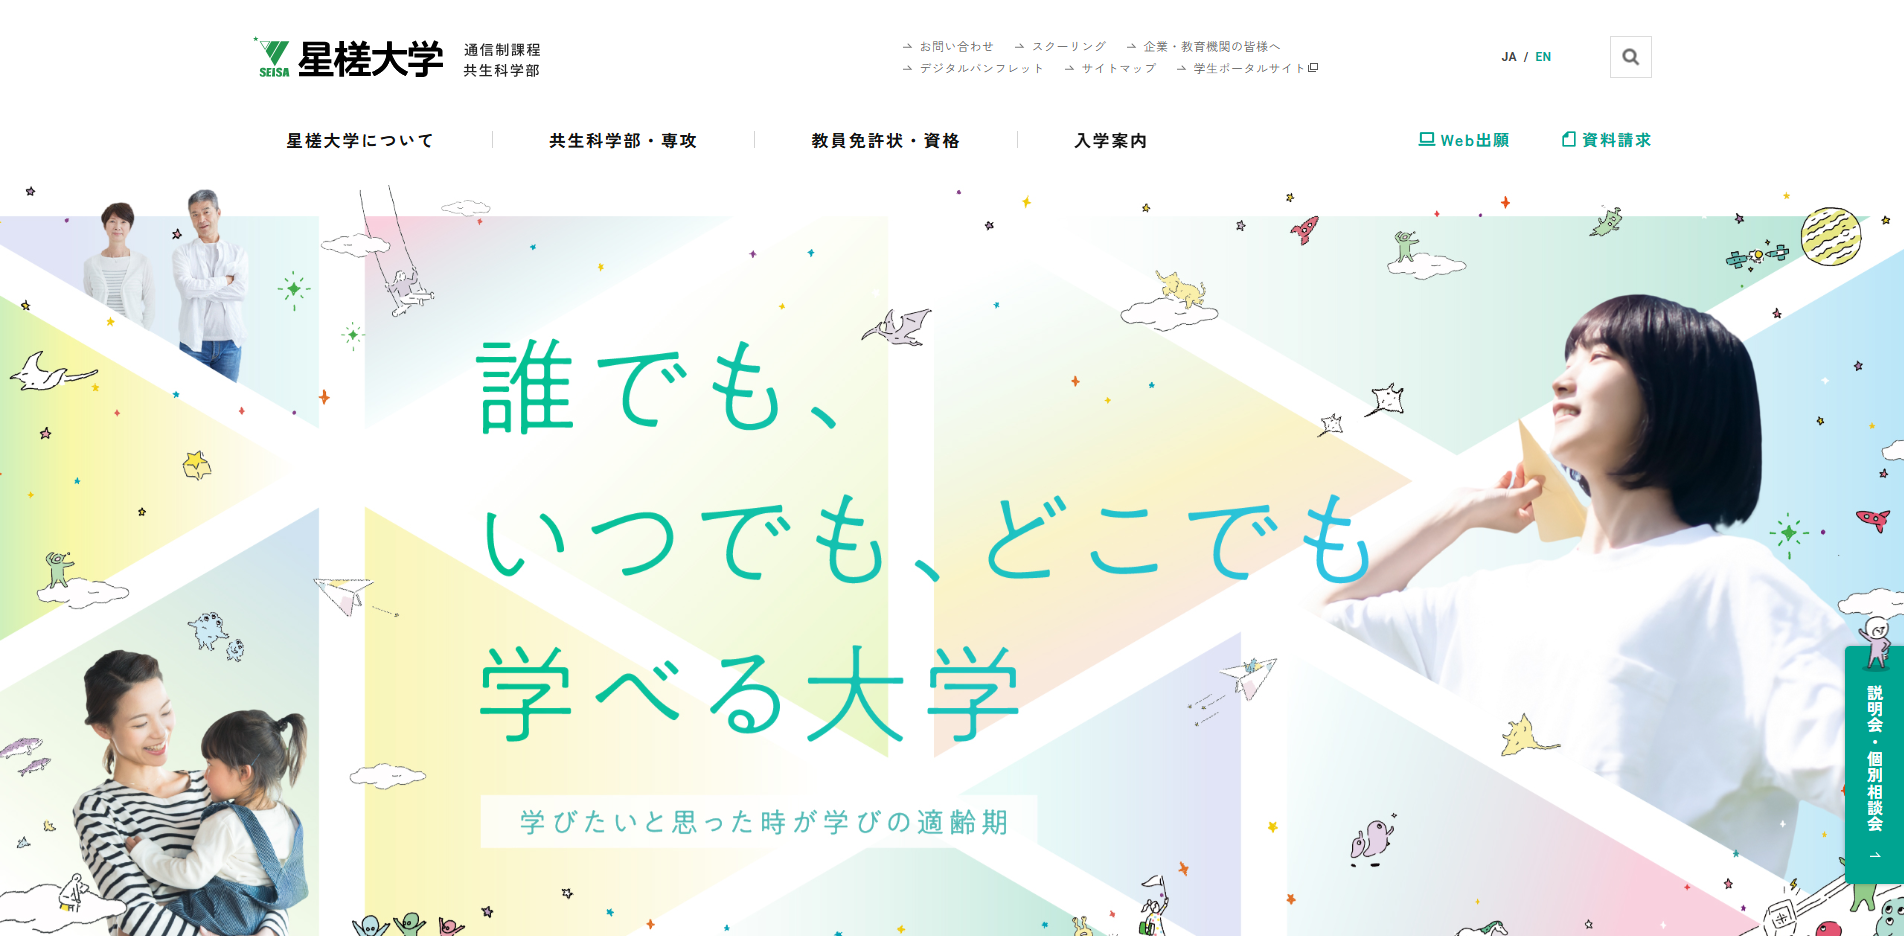 SEISA
星槎大学
通信制課程
共生科学部
お問い合わせ
スクーリング
企業・教育機関の皆様へ
デジタルパンフレット
サイトマップ
学生ポータルサイト
JA / EN
星槎大学について
共生科学部・専攻
教員免許状・資格
入学案内
Web出願
資料請求
誰でも、
いつでも、どこでも
学べる大学
学びたいと思った時が学びの適齢期
説明会・個別相談会